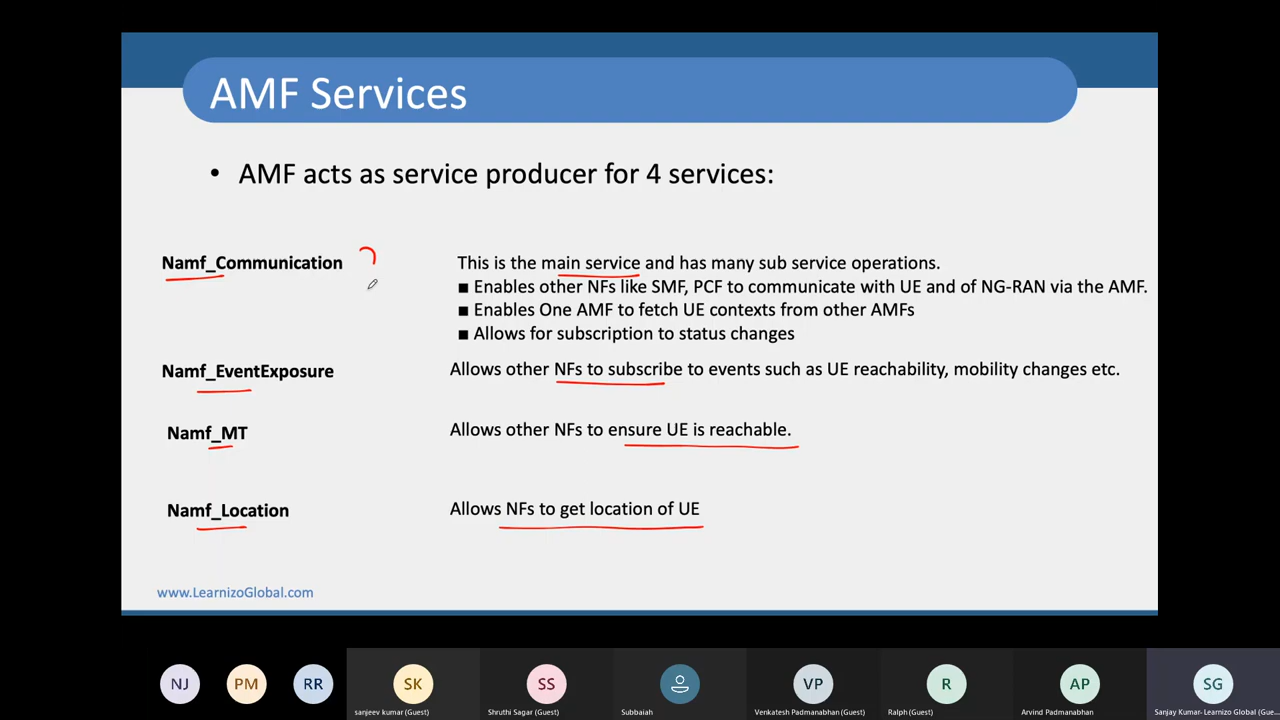 AMF Services
• AMF acts as service producer for 4 services:
Namf_Communication
This is the main service and has many sub service operations.
■ Enables other NFs like SMF, PCF to communicate with UE and of NG-RAN via the AMF.
■ Enables One AMF to fetch UE contexts from other AMFs
■ Allows for subscription to status changes
Namf_EventExposure
Allows other NFs to subscribe to events such as UE reachability, mobility changes etc.
Namf_MT
Allows other NFs to ensure UE is reachable.
Namf_Location
Allows NFs to get location of UE
www.LearnizoGlobal.com
NJ
PM
RR
SK
SS
VP
R
AP
SG
sanjeev kumar (Guest)
Shruthi Sagar (Guest)
Subbaiah
Venkatesh Padmanabhan (Guest)
Ralph (Guest)
Arvind Padmanabhan
Sanjay Kumar- Learnizo Global (Gue...